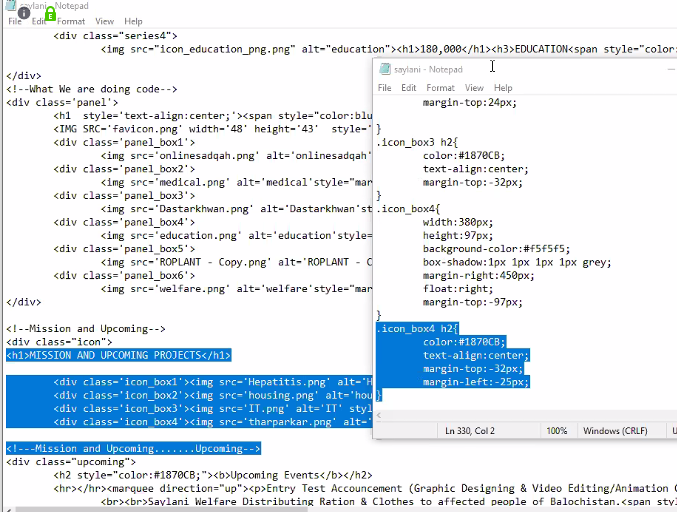 saylani - Notepad
File Edit Format View Help
<div class="series4">
<img src="icon_education_png.png" alt="education"><h1>180,000</h1><h3>EDUCATION<span style="color:
</div>
<!--What We are doing code-->
<div class='panel'>
<h1 style='text-align:center;'><span style="color:blu
<IMG SRC='favicon.png' width='48' height='43' style='
<div class='panel_box1'>
<img src='onlinesadqah.png' alt='onlinesadqah'
<div class='panel_box2'>
<img src='medical.png' alt='medical'style="mar
<div class='panel_box3'>
<img src='Dastarkhwan.png' alt='Dastarkhwan'st
<div class='panel_box4'>
<img src='education.png' alt='education'style=
<div class='panel_box5'>
<img src='ROPLANT - Copy.png' alt='ROPLANT - C
<div class='panel_box6'>
<img src='welfare.png' alt='welfare'style="mar
</div>
<!--Mission and Upcoming-->
<div class="icon">
<h1>MISSION AND UPCOMING PROJECTS</h1>
<div class='icon_box1'><img src='Hepatitis.png' alt='H
<div class='icon_box2'><img src='housing.png' alt='hou
<div class='icon_box3'><img src='IT.png' alt='IT' styl
<div class='icon_box4'><img src='tharparkar.png' alt='
<!---Mission and Upcoming.......Upcoming-->
<div class="upcoming">
<h2 style="color:#1870CB;"><b>Upcoming Events</b></h2>
<hr></hr><marquee direction="up"><p>Entry Test Accouncement (Graphic Designing & Video Editing/Animation C
<br><br>Saylani Welfare Distributing Ration & Clothes to affected people of Balochistan.<span sty
saylani - Notepad
File Edit Format View Help
margin-top:24px;
}
.icon_box3 h2{
color:#1870CB;
text-align:center;
margin-top:-32px;
}
.icon_box4{
width:380px;
height:97px;
background-color:#f5f5f5;
box-shadow:1px 1px 1px 1px grey;
margin-right:450px;
float:right;
margin-top:-97px;
}
.icon_box4 h2{
color:#1870CB;
text-align:center;
margin-top:-32px;
margin-left:-25px;
}
Ln 330, Col 2 100% Windows (CRLF) U